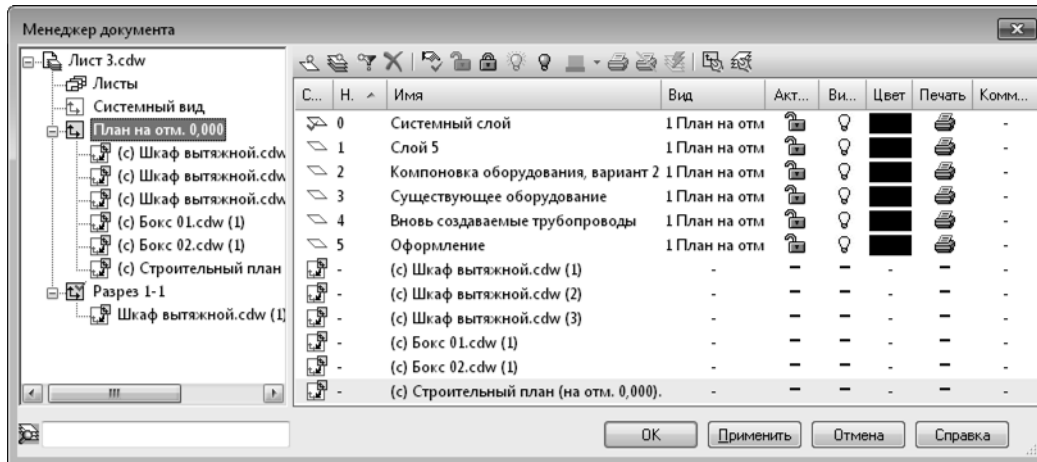 Менеджер документа
Лист 3.cdw
Листы
Системный вид
План на отм. 0,000
(с) Шкаф вытяжной.cdw
(с) Шкаф вытяжной.cdw
(с) Шкаф вытяжной.cdw
(с) Бокс 01.cdw (1)
(с) Бокс 02.cdw (1)
(с) Строительный план
Разрез 1-1
Шкаф вытяжной.cdw (1)
С... Н. Имя Вид Акт... Ви... Цвет Печать Комм...
0 Системный слой 1 План на отм -
1 Слой 5 1 План на отм -
2 Компоновка оборудования, вариант 2 1 План на отм -
3 Существующее оборудование 1 План на отм -
4 Вновь создаваемые трубопроводы 1 План на отм -
5 Оформление 1 План на отм -
- (с) Шкаф вытяжной.cdw (1) - - - - - -
- (с) Шкаф вытяжной.cdw (2) - - - - - -
- (с) Шкаф вытяжной.cdw (3) - - - - - -
- (с) Бокс 01.cdw (1) - - - - - -
- (с) Бокс 02.cdw (1) - - - - - -
- (с) Строительный план (на отм. 0,000). - - - - - -
ОК Применить Отмена Справка